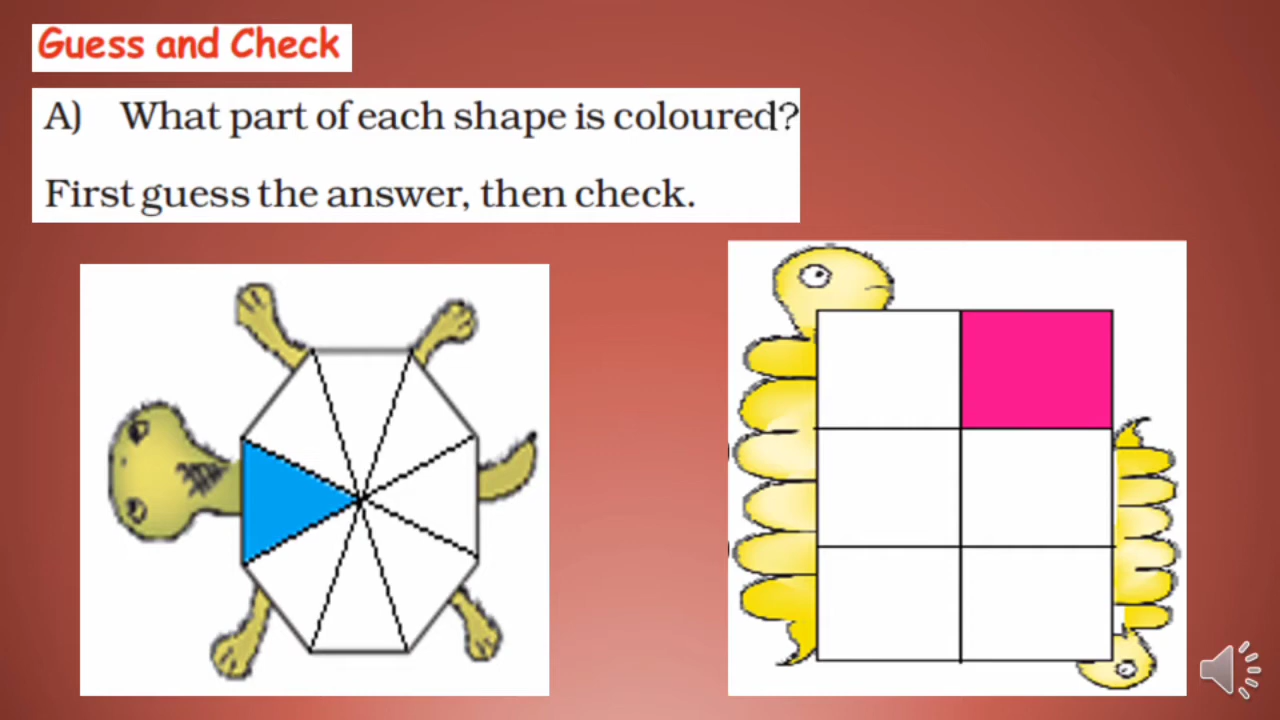 Guess and Check
A) What part of each shape is coloured?
First guess the answer, then check.